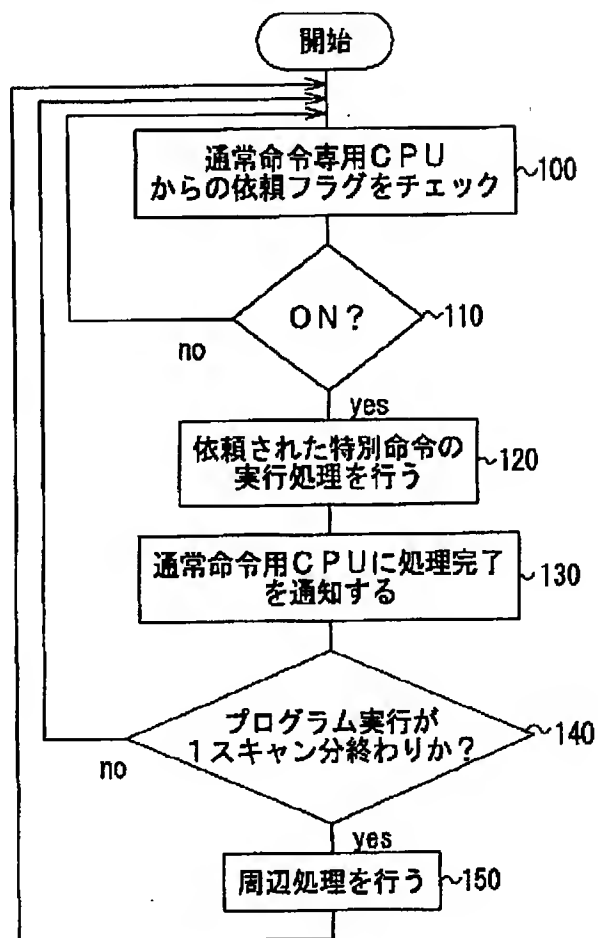 開始
通常命令専用CPU
からの依頼フラグをチェック
100
ON?
110
no
yes
依頼された特別命令の
実行処理を行う
120
通常命令用CPUに処理完了
を通知する
130
プログラム実行が
1スキャン分終わりか?
140
no
yes
周辺処理を行う
150